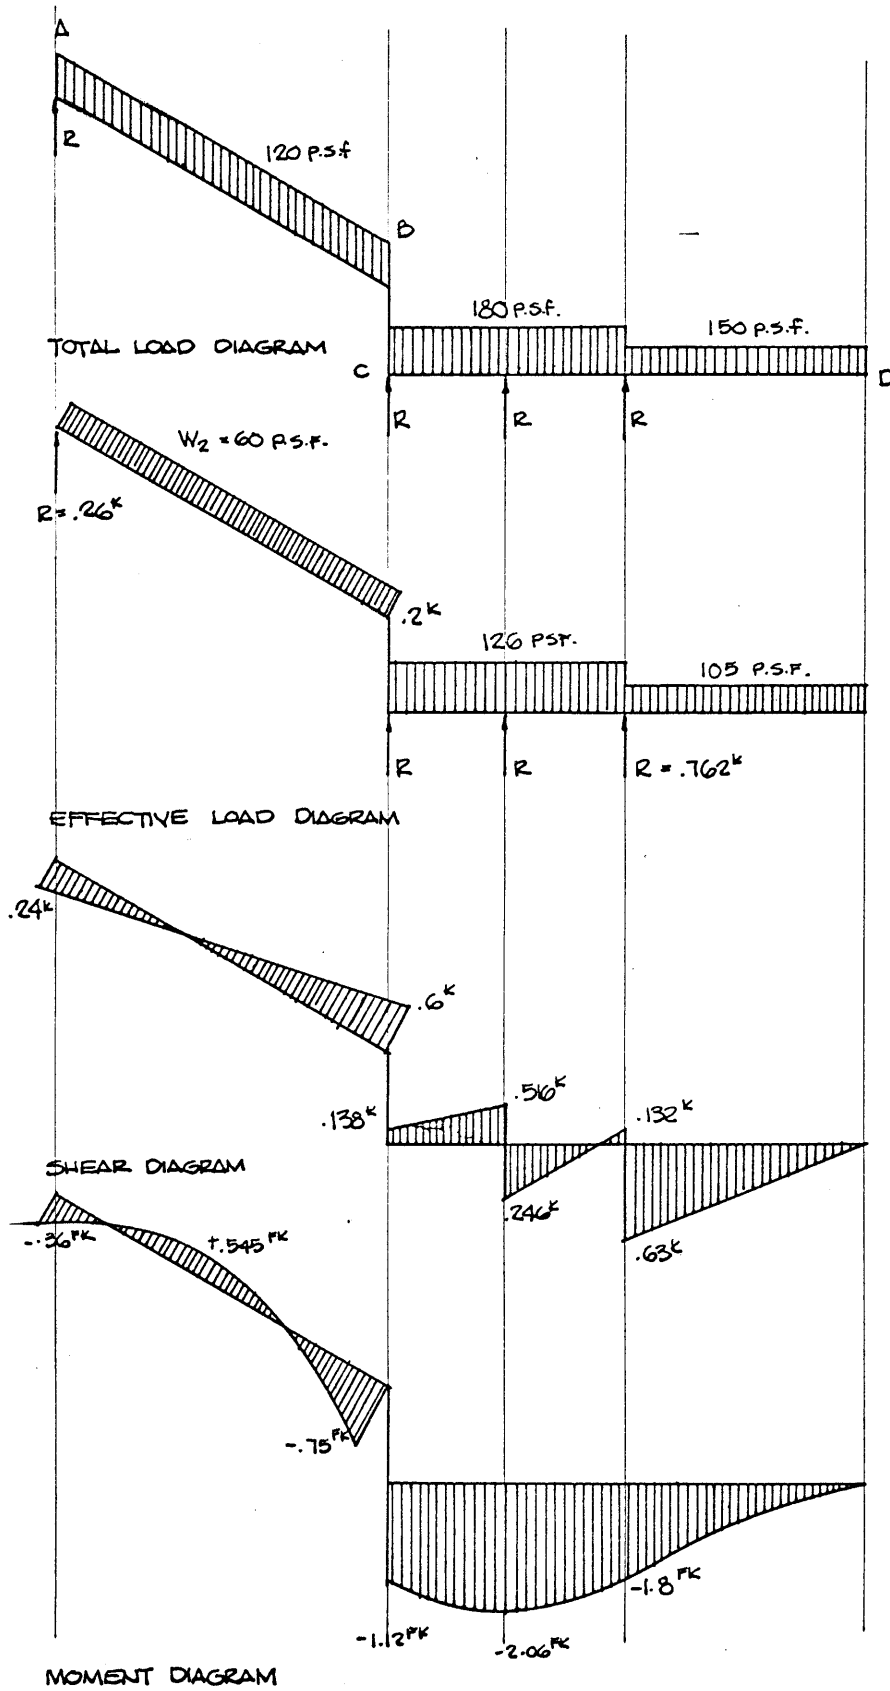 A
R
120 p.s.f
B
180 p.s.f.
150 p.s.f.
TOTAL LOAD DIAGRAM
C
D
R
R
R
W2 = 60 P.S.F.
R = .26K
.2K
126 PSF.
105 P.S.F.
R
R
R = .762K
EFFECTIVE LOAD DIAGRAM
.24K
.6K
.138K
.516K
.132K
SHEAR DIAGRAM
.246K
.63K
-.36FK
+.545FK
-.75FK
-1.8FK
-1.12FK
-2.06FK
MOMENT DIAGRAM